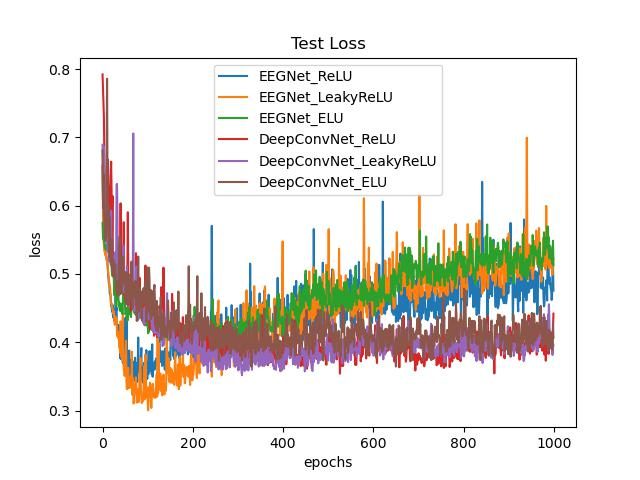 Test Loss
0.8
0.7
0.6
0.5
0.4
0.3
loss
EEGNet_ReLU
EEGNet_LeakyReLU
EEGNet_ELU
DeepConvNet_ReLU
DeepConvNet_LeakyReLU
DeepConvNet_ELU
0 200 400 600 800 1000
epochs